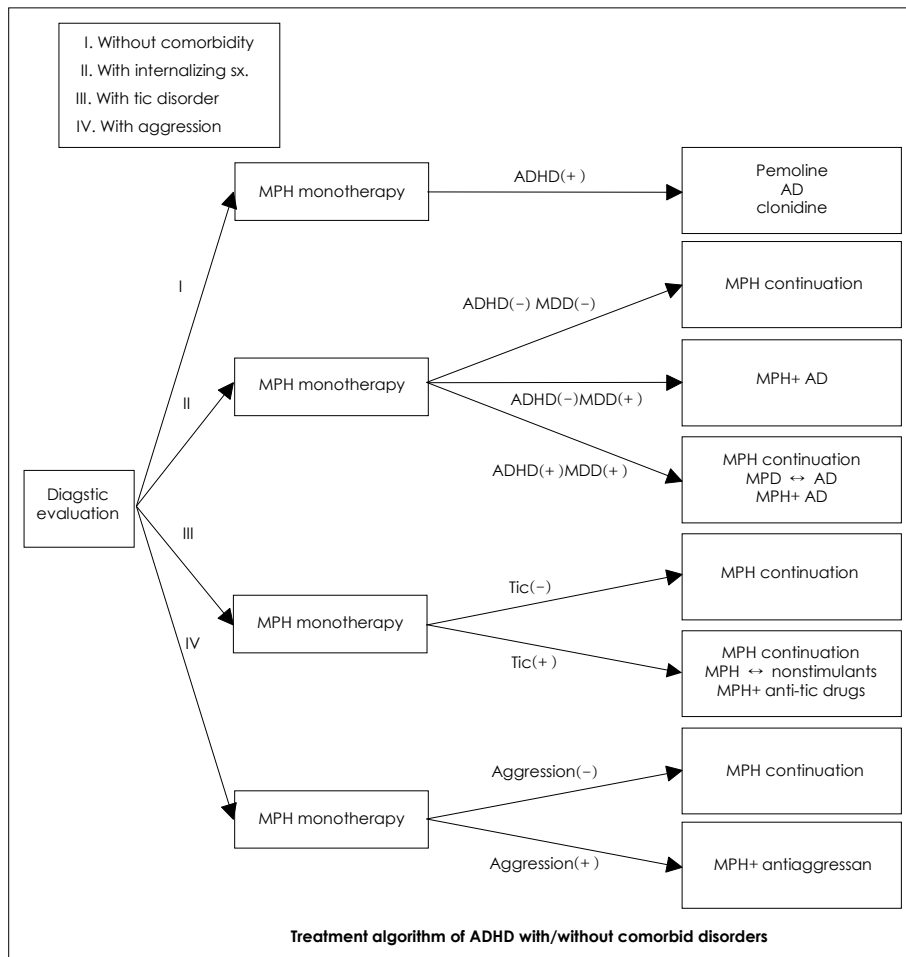 I. Without comorbidity
II. With internalizing sx.
III. With tic disorder
IV. With aggression
MPH monotherapy
ADHD(+)
Pemoline
AD
clonidine
I
MPH monotherapy
ADHD(−) MDD(−)
MPH continuation
ADHD(−)MDD(+)
MPH+ AD
ADHD(+)MDD(+)
MPH continuation
MPD ↔ AD
MPH+ AD
II
Diagstic
evaluation
III
MPH monotherapy
Tic(−)
MPH continuation
Tic(+)
MPH continuation
MPH ↔ nonstimulants
MPH+ anti-tic drugs
IV
MPH monotherapy
Aggression(−)
MPH continuation
Aggression(+)
MPH+ antiaggressan
Treatment algorithm of ADHD with/without comorbid disorders